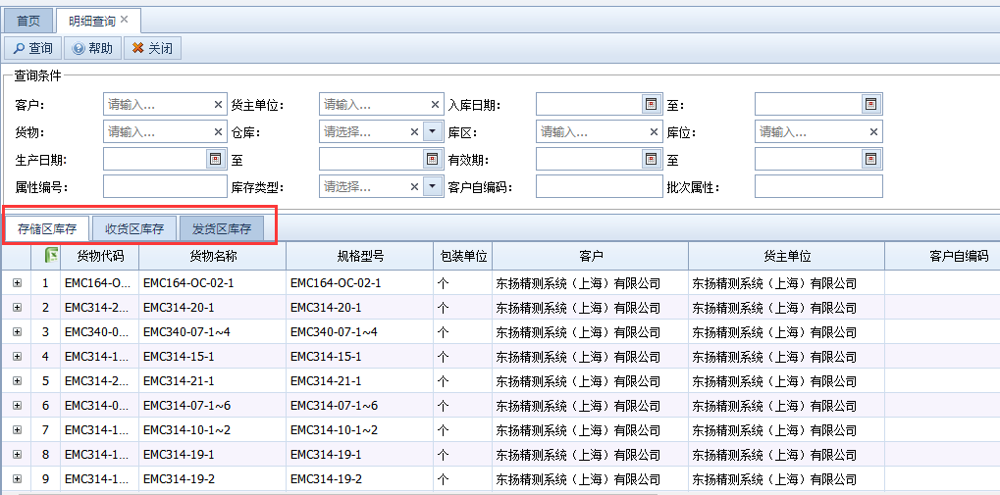 首页 明细查询
查询 帮助 关闭
查询条件
客户: 请输入... 货主单位: 请输入... 入库日期: 至:
货物: 请输入... 仓库: 请选择... 库区: 请输入... 库位: 请输入...
生产日期: 至 有效期: 至
属性编号: 库存类型: 请选择... 客户自编码: 批次属性:
存储区库存 收货区库存 发货区库存
货物代码 货物名称 规格型号 包装单位 客户 货主单位 客户自编码
1 EMC164-O... EMC164-OC-02-1 EMC164-OC-02-1 个 东扬精测系统（上海）有限公司 东扬精测系统（上海）有限公司
2 EMC314-2... EMC314-20-1 EMC314-20-1 个 东扬精测系统（上海）有限公司 东扬精测系统（上海）有限公司
3 EMC340-0... EMC340-07-1~4 EMC340-07-1~4 个 东扬精测系统（上海）有限公司 东扬精测系统（上海）有限公司
4 EMC314-1... EMC314-15-1 EMC314-15-1 个 东扬精测系统（上海）有限公司 东扬精测系统（上海）有限公司
5 EMC314-2... EMC314-21-1 EMC314-21-1 个 东扬精测系统（上海）有限公司 东扬精测系统（上海）有限公司
6 EMC314-0... EMC314-07-1~6 EMC314-07-1~6 个 东扬精测系统（上海）有限公司 东扬精测系统（上海）有限公司
7 EMC314-1... EMC314-10-1~2 EMC314-10-1~2 个 东扬精测系统（上海）有限公司 东扬精测系统（上海）有限公司
8 EMC314-1... EMC314-19-1 EMC314-19-1 个 东扬精测系统（上海）有限公司 东扬精测系统（上海）有限公司
9 EMC314-1... EMC314-19-2 EMC314-19-2 个 东扬精测系统（上海）有限公司 东扬精测系统（上海）有限公司